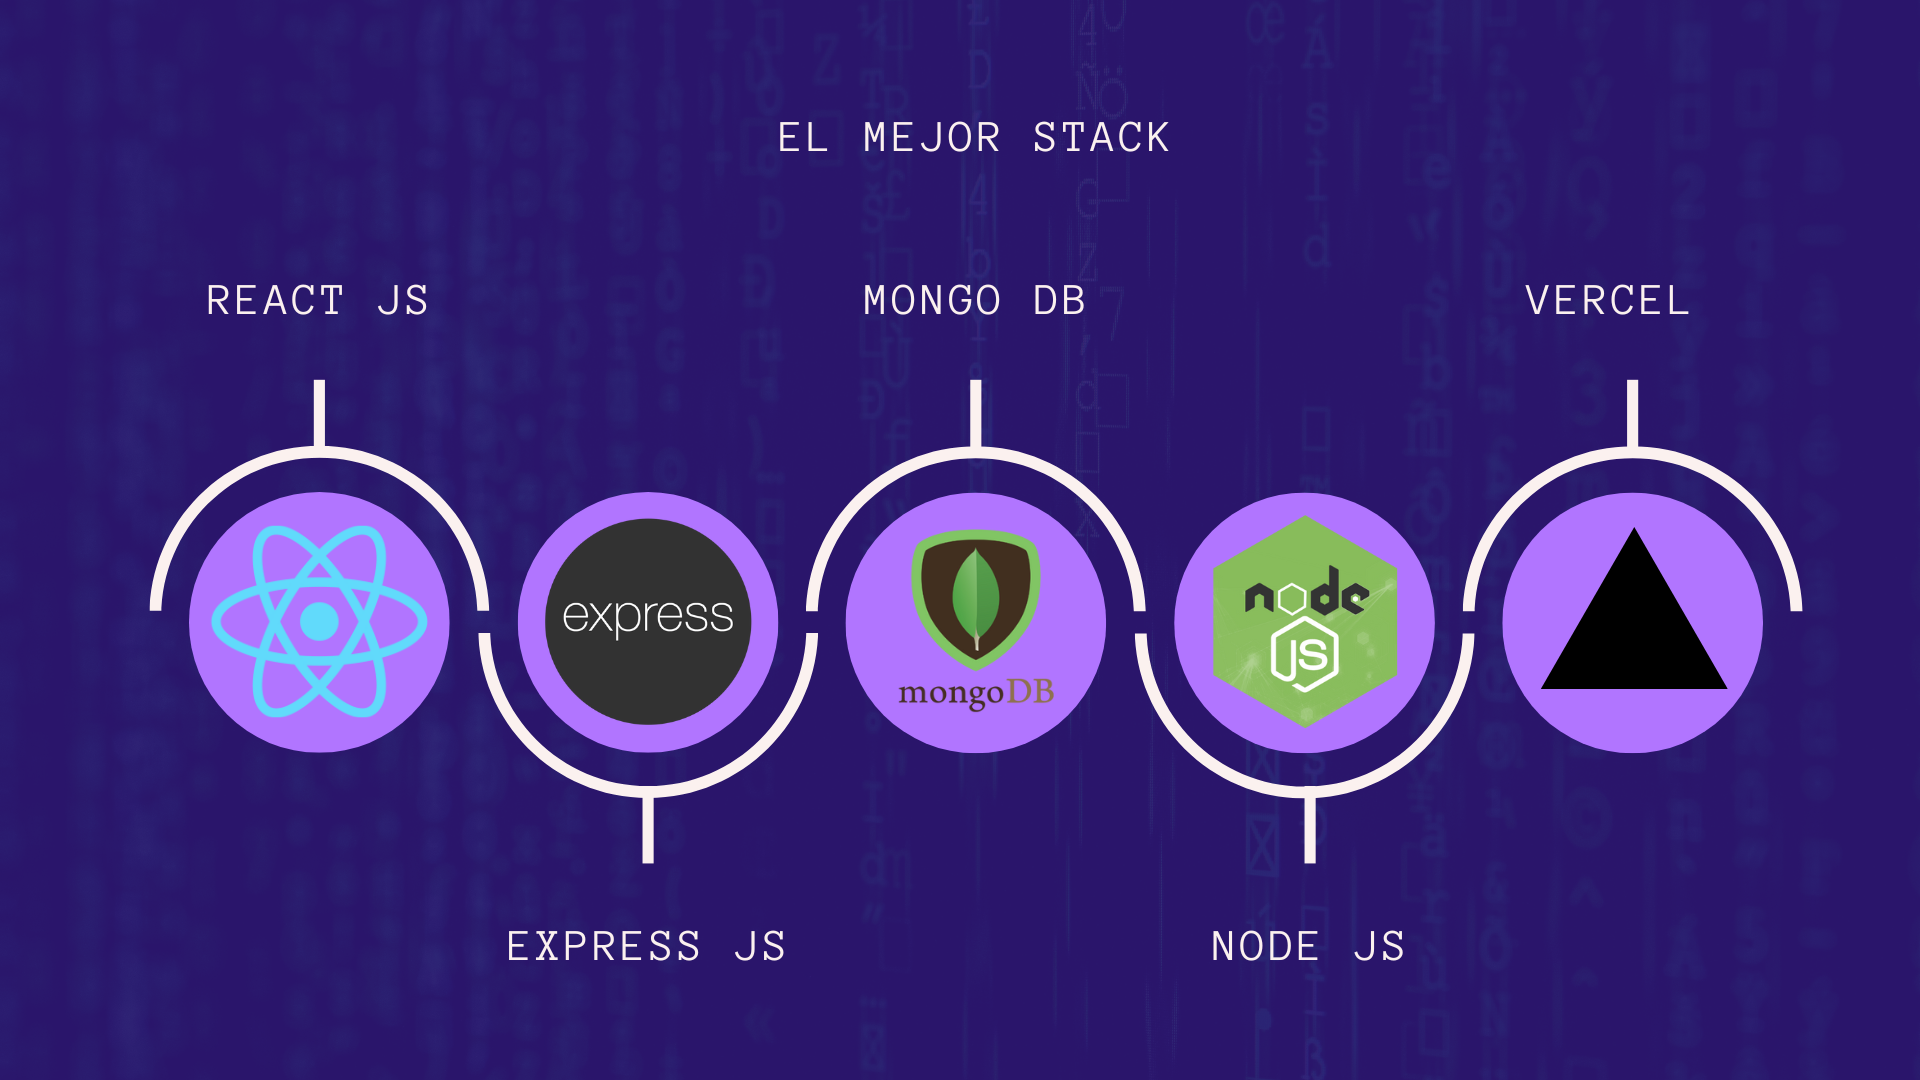 EL MEJOR STACK
REACT JS
MONGO DB
VERCEL
express
mongoDB
node
JS
EXPRESS JS
NODE JS